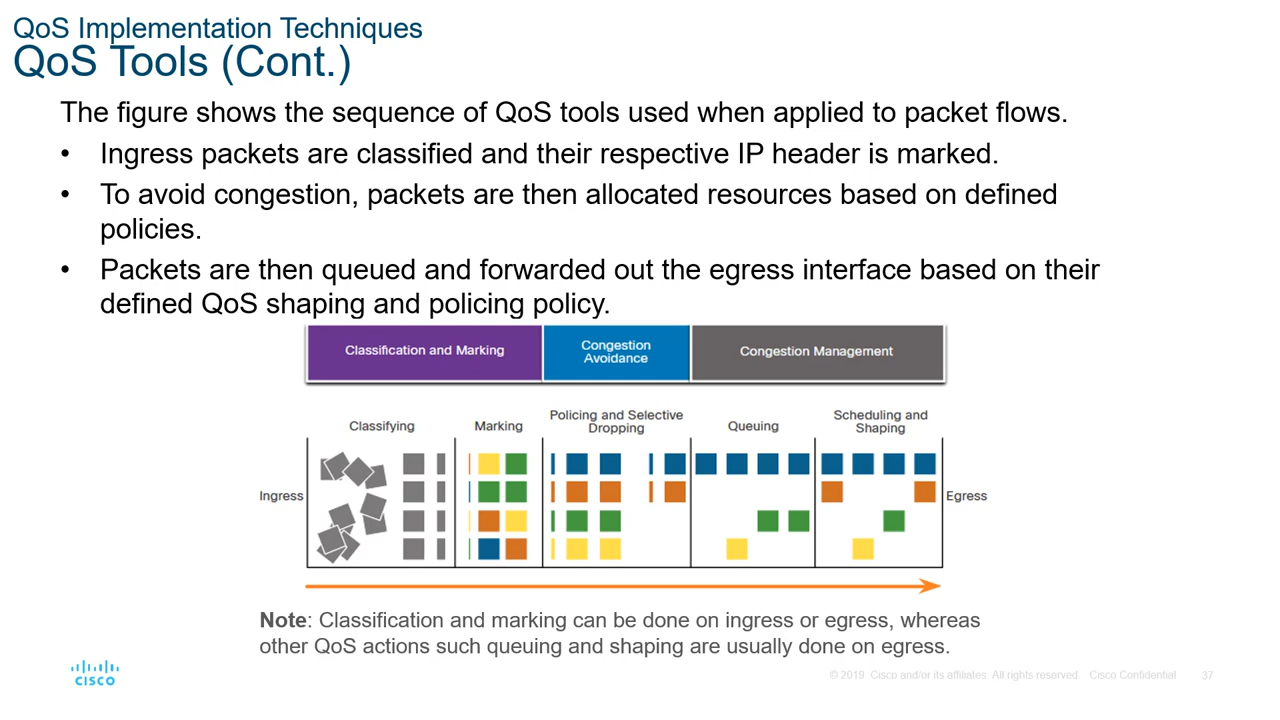 QoS Implementation Techniques
QoS Tools (Cont.)
The figure shows the sequence of QoS tools used when applied to packet flows.
• Ingress packets are classified and their respective IP header is marked.
• To avoid congestion, packets are then allocated resources based on defined
policies.
• Packets are then queued and forwarded out the egress interface based on their
defined QoS shaping and policing policy.
Classification and Marking
Congestion
Avoidance
Congestion Management
Classifying
Marking
Policing and Selective
Dropping
Queuing
Scheduling and
Shaping
Ingress
Egress
Note: Classification and marking can be done on ingress or egress, whereas
other QoS actions such queuing and shaping are usually done on egress.
CISCO
© 2019 Cisco and/or its affiliates. All rights reserved. Cisco Confidential
37